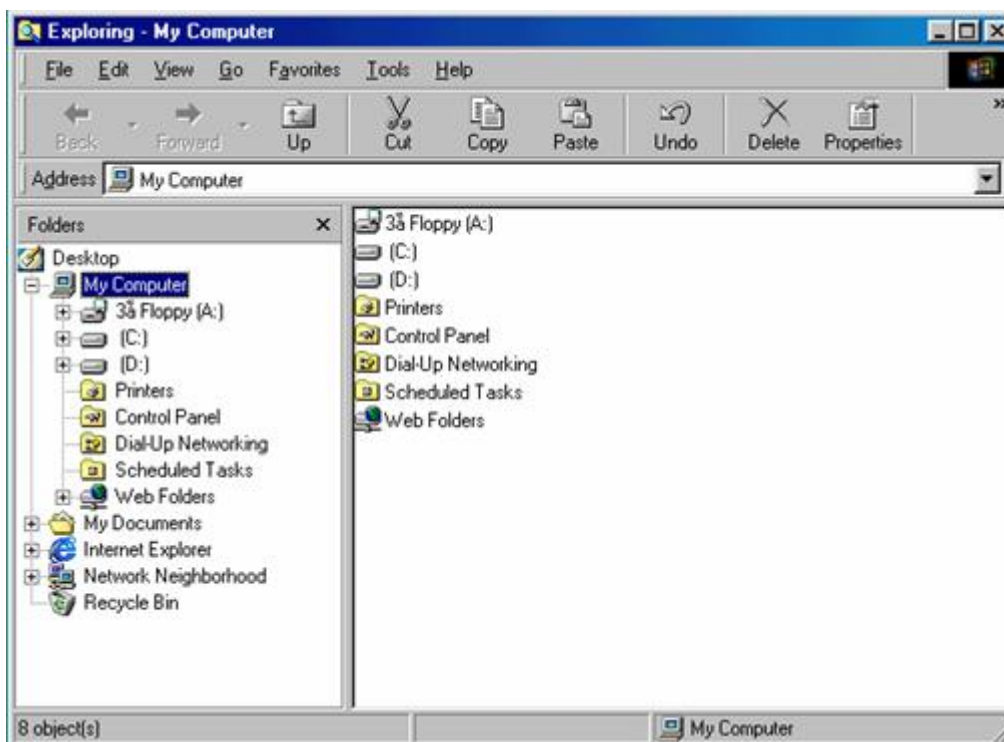 Exploring - My Computer
File Edit View Go Favorites Tools Help
Back Forward Up Cut Copy Paste Undo Delete Properties »
Address My Computer
Folders
Desktop
My Computer
Floppy (A:)
(C:)
(D:)
Printers
Control Panel
Dial-Up Networking
Scheduled Tasks
Web Folders
My Documents
Internet Explorer
Network Neighborhood
Recycle Bin
Floppy (A:)
(C:)
(D:)
Printers
Control Panel
Dial-Up Networking
Scheduled Tasks
Web Folders
8 object(s) My Computer